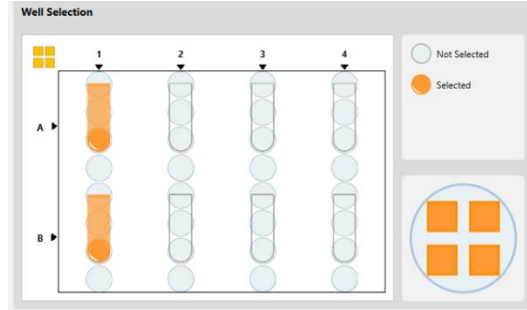 Well Selection
1 2 3 4
Not Selected
Selected
A
B